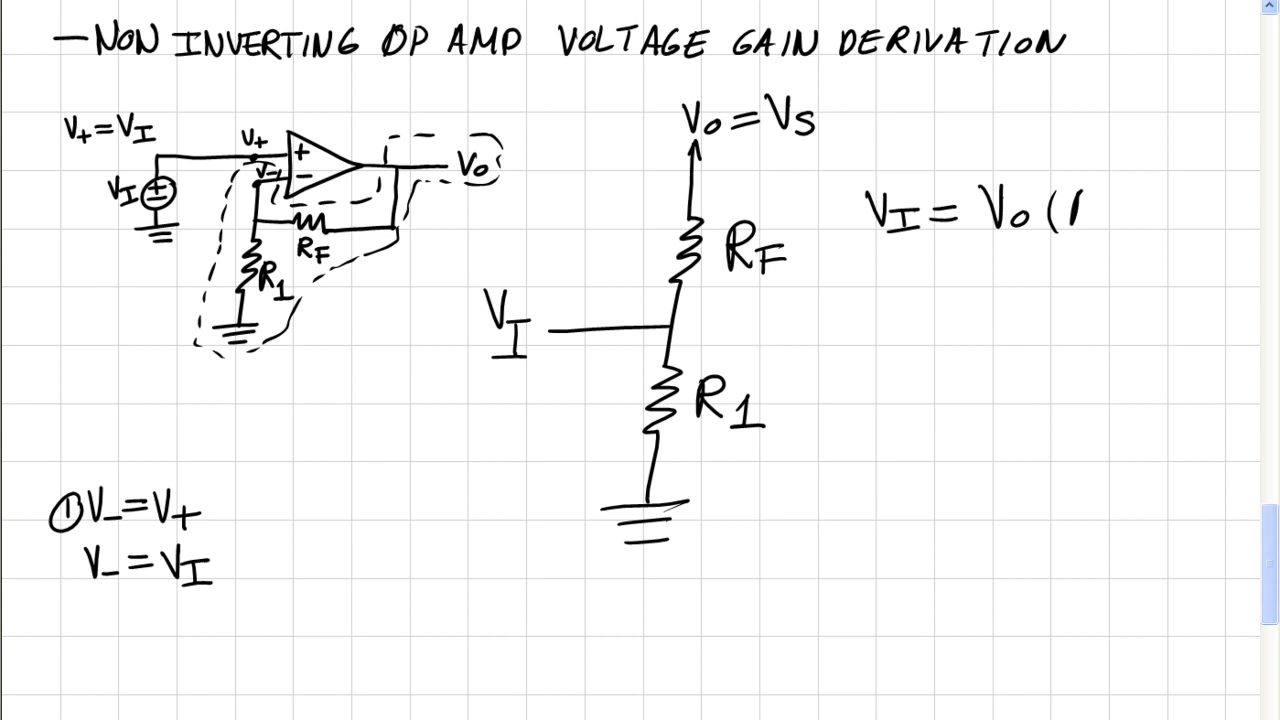 — NON INVERTING OP AMP VOLTAGE GAIN DERIVATION
V+ = VI
V+
+
V-
−
VO
VI
+
−
RF
R1
VO = VS
RF
VI
R1
VI = VO (
① V- = V+
V- = VI